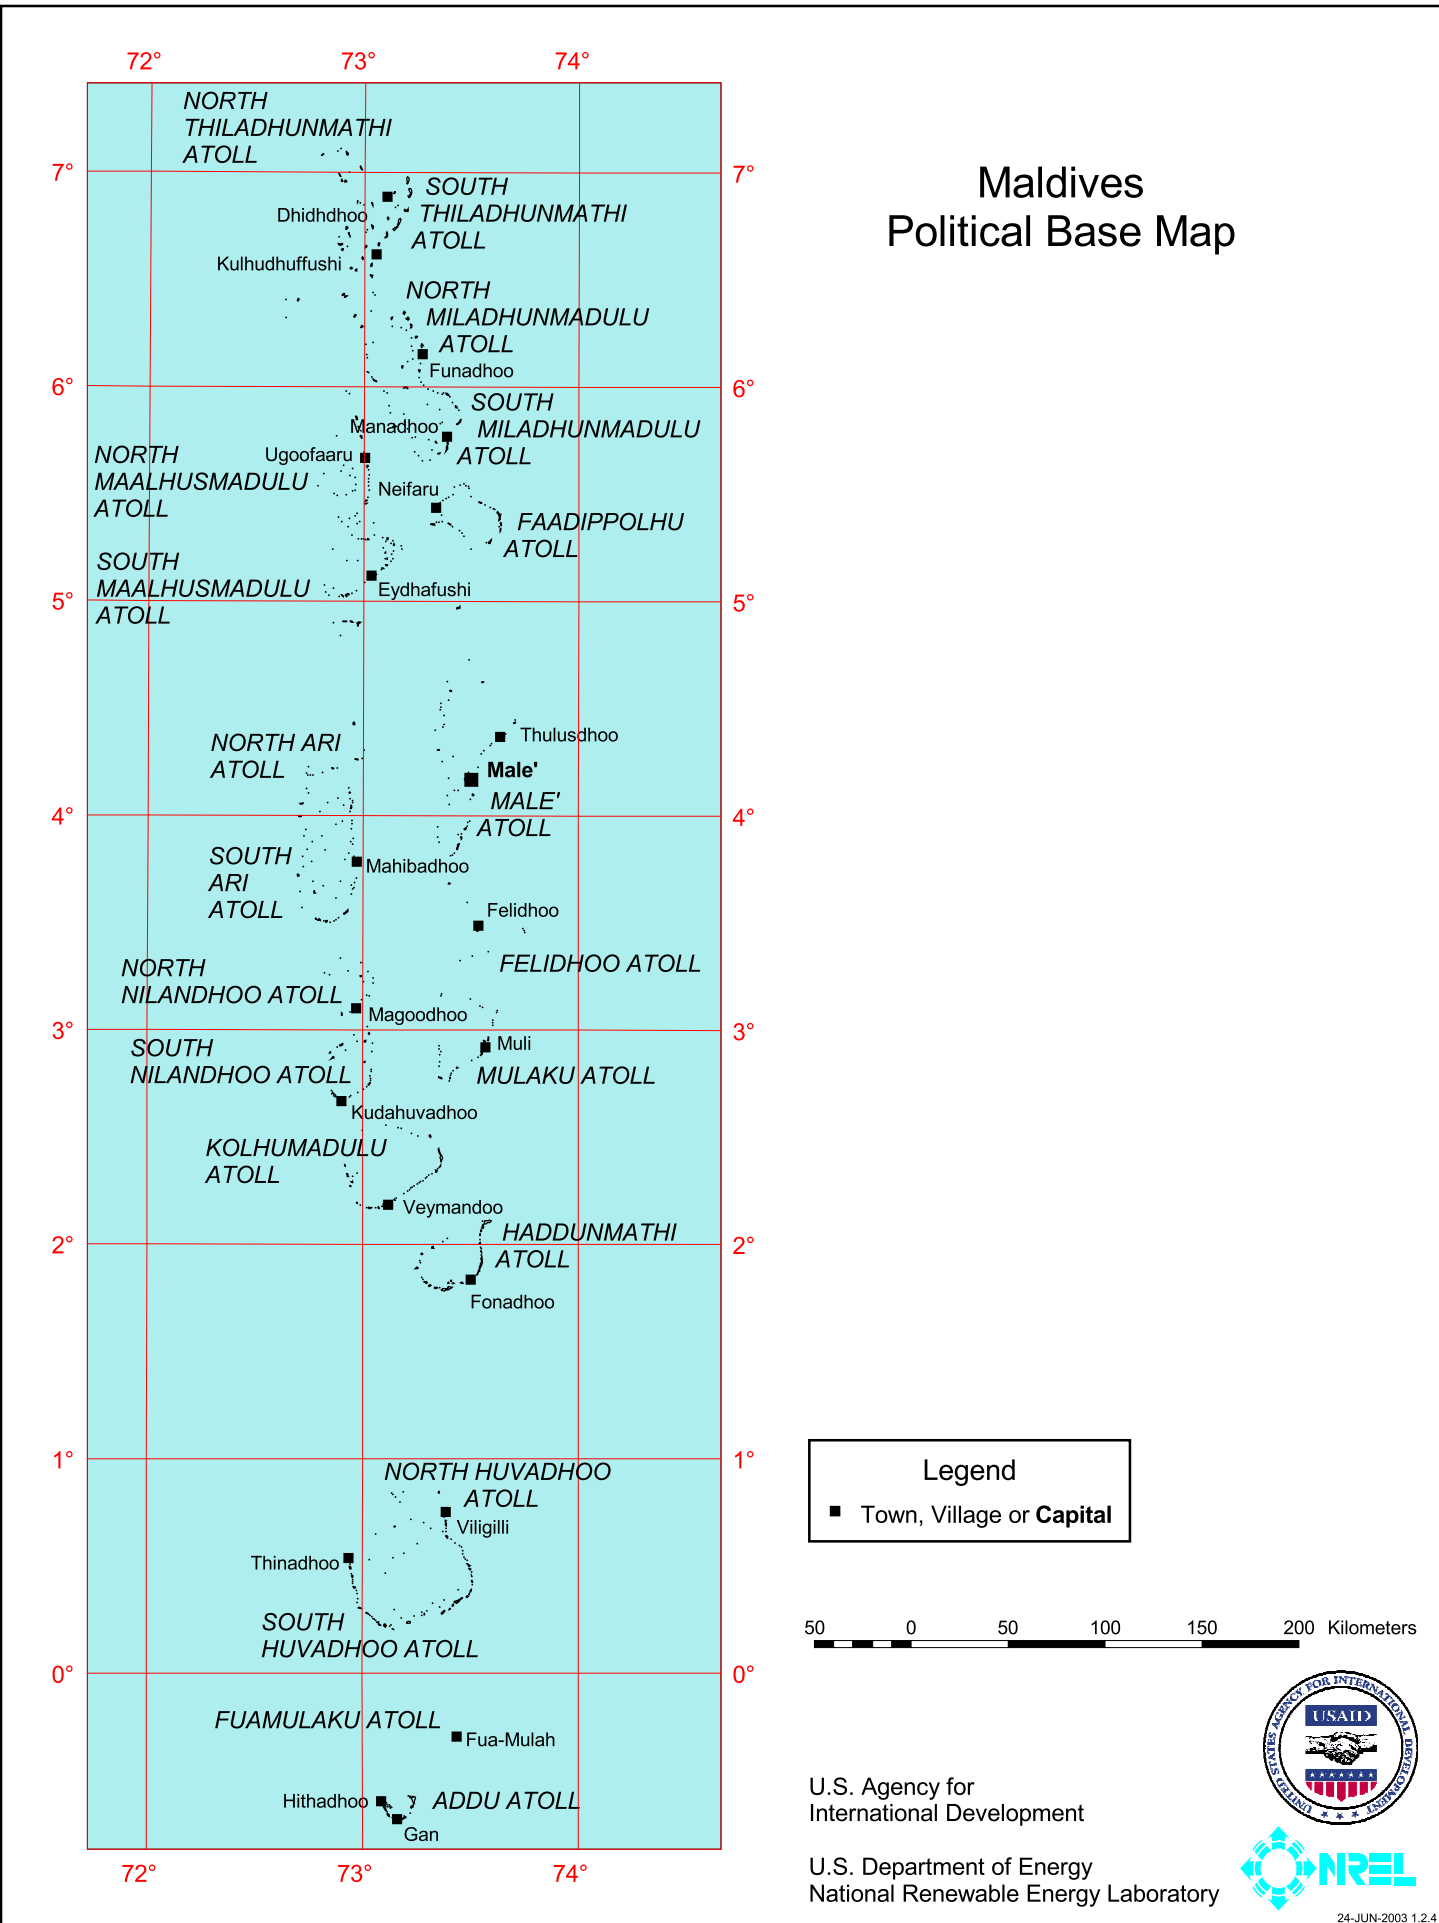 72° 73° 74°
NORTH
THILADHUNMATHI
ATOLL
7° 7°
Maldives
Political Base Map
SOUTH
THILADHUNMATHI
ATOLL
Dhidhdhoo
Kulhudhuffushi
NORTH
MILADHUNMADULU
ATOLL
Funadhoo
6° 6°
SOUTH
MILADHUNMADULU
ATOLL
Manadhoo
Ugoofaaru
NORTH
MAALHUSMADULU
ATOLL
Neifaru
FAADIPPOLHU
ATOLL
SOUTH
MAALHUSMADULU
ATOLL
Eydhafushi
5° 5°
Thulusdhoo
NORTH ARI
ATOLL
Male'
MALE'
ATOLL
4° 4°
SOUTH
ARI
ATOLL
Mahibadhoo
Felidhoo
FELIDHOO ATOLL
NORTH
NILANDHOO ATOLL
Magoodhoo
3° 3°
SOUTH
NILANDHOO ATOLL
Muli
MULAKU ATOLL
Kudahuvadhoo
KOLHUMADULU
ATOLL
Veymandoo
HADDUNMATHI
ATOLL
2° 2°
Fonadhoo
1° 1°
NORTH HUVADHOO
ATOLL
Viligilli
Thinadhoo
SOUTH
HUVADHOO ATOLL
0° 0°
FUAMULAKU ATOLL
Fua-Mulah
Hithadhoo
ADDU ATOLL
Gan
72° 73° 74°
Legend
Town, Village or Capital
50 0 50 100 150 200 Kilometers
UNITED STATES AGENCY FOR INTERNATIONAL DEVELOPMENT
USAID
U.S. Agency for
International Development
U.S. Department of Energy
National Renewable Energy Laboratory
NREL
24-JUN-2003 1.2.4